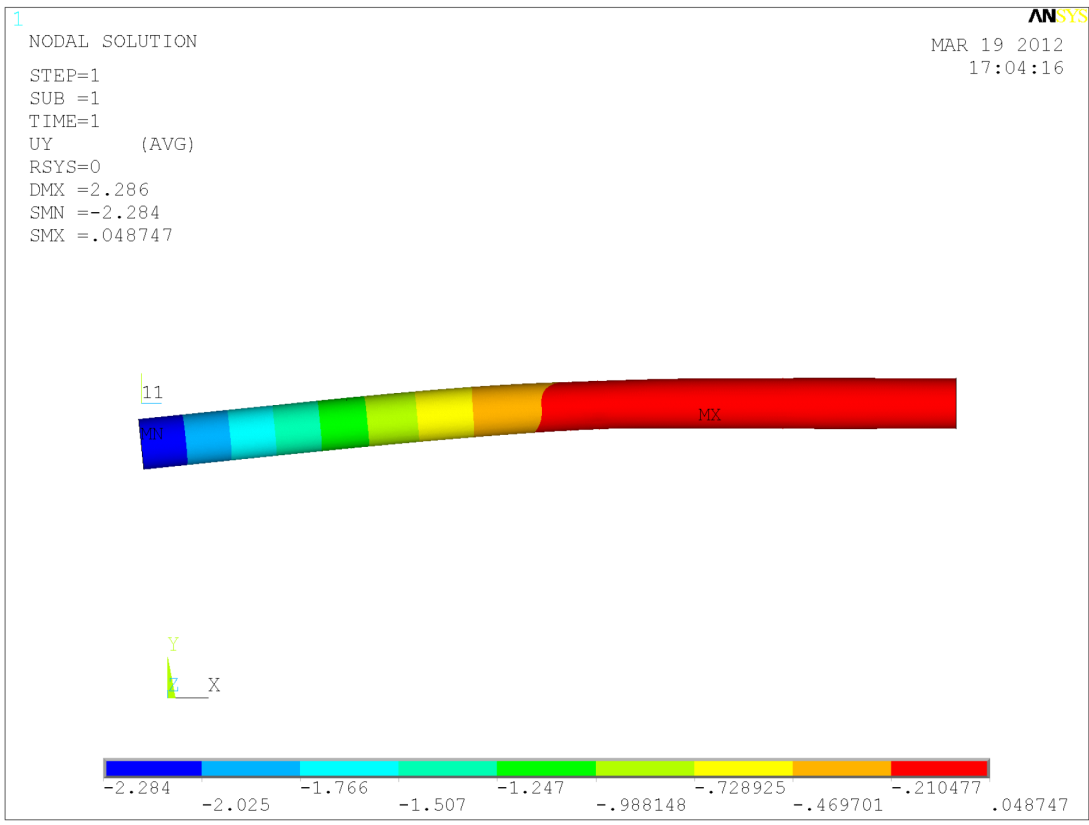 1
ANSYS
NODAL SOLUTION
MAR 19 2012
17:04:16
STEP=1
SUB =1
TIME=1
UY (AVG)
RSYS=0
DMX =2.286
SMN =-2.284
SMX =.048747
11
MN
MX
Y
Z X
-2.284 -1.766 -1.247 -.728925 -.210477
-2.025 -1.507 -.988148 -.469701 .048747